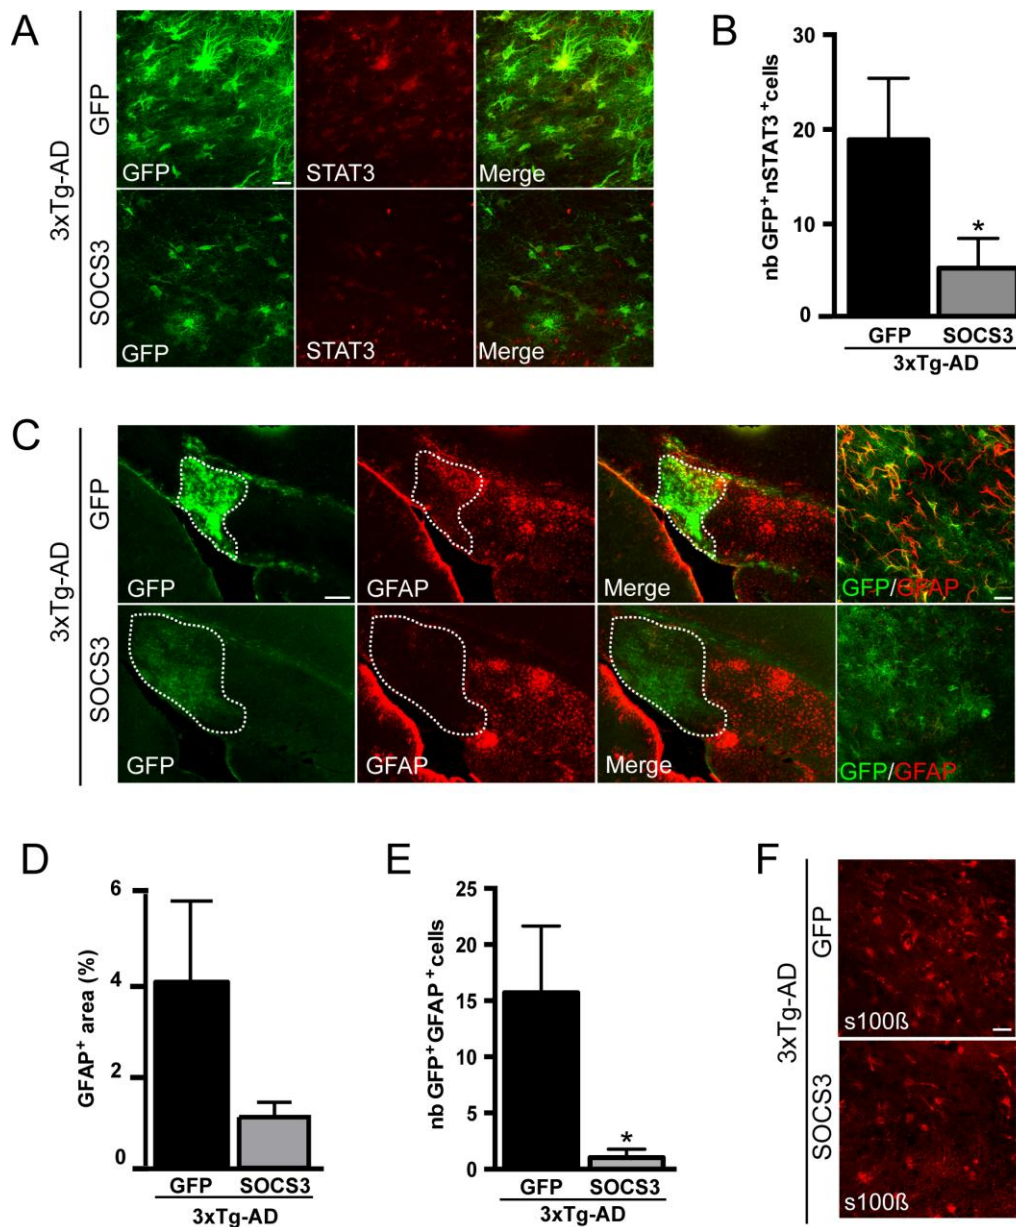 A
3xTg-AD
GFP
SOCS3
GFP
STAT3
Merge
GFP
STAT3
Merge
B
nb GFP+nSTAT3+cells
30
20
10
0
*
GFP
SOCS3
3xTg-AD
C
3xTg-AD
GFP
SOCS3
GFP
GFAP
Merge
GFP/GFAP
GFP
GFAP
Merge
GFP/GFAP
D
GFAP+ area (%)
6
4
2
0
GFP
SOCS3
3xTg-AD
E
nb GFP+GFAP+cells
25
20
15
10
5
0
*
GFP
SOCS3
3xTg-AD
F
3xTg-AD
GFP
SOCS3
s100ß
s100ß